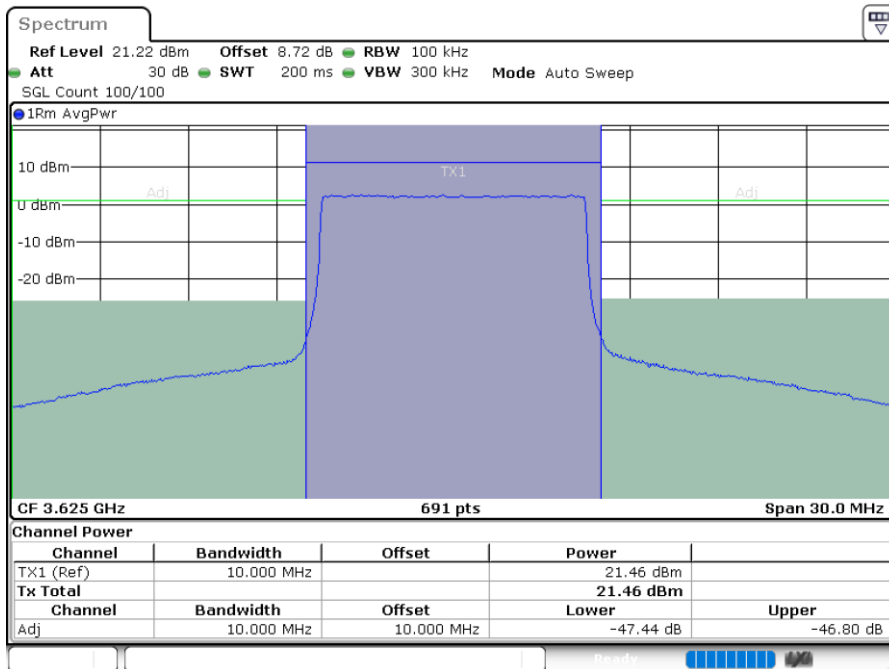 Spectrum
Ref Level 21.22 dBm Offset 8.72 dB RBW 100 kHz
Att 30 dB SWT 200 ms VBW 300 kHz Mode Auto Sweep
SGL Count 100/100
1Rm AvgPwr
10 dBm
TX1
Adj Adj
0 dBm
-10 dBm
-20 dBm
CF 3.625 GHz 691 pts Span 30.0 MHz
Channel Power
Channel Bandwidth Offset Power
TX1 (Ref) 10.000 MHz 21.46 dBm
Tx Total 21.46 dBm
Channel Bandwidth Offset Lower Upper
Adj 10.000 MHz 10.000 MHz -47.44 dB -46.80 dB
Ready